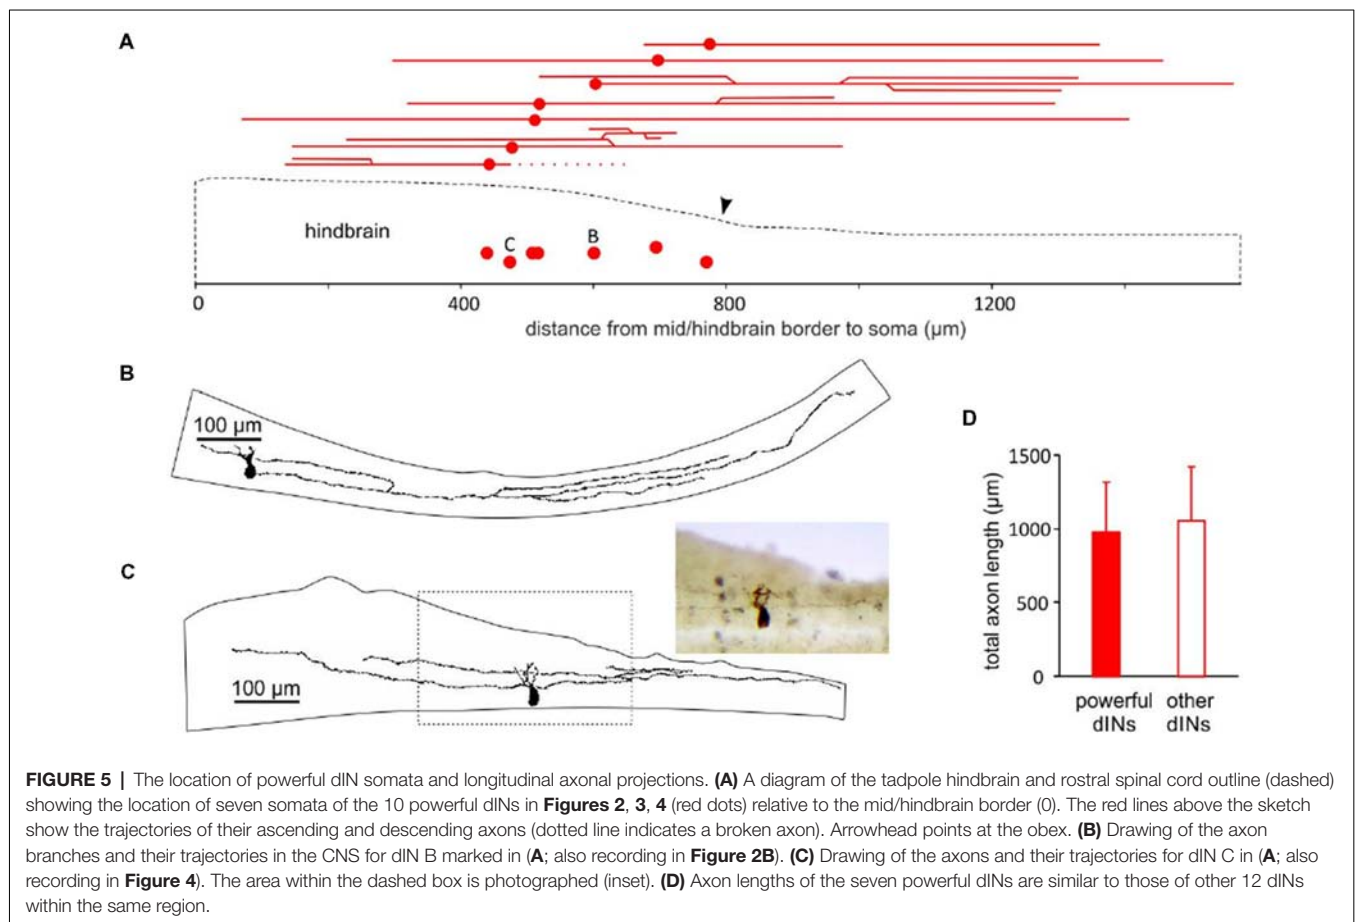 A
hindbrain
C
B
0
400
800
1200
distance from mid/hindbrain border to soma (µm)
B
100 µm
C
100 µm
D
1500
1000
500
0
total axon length (µm)
powerful
dINs
other
dINs
FIGURE 5 | The location of powerful dIN somata and longitudinal axonal projections. (A) A diagram of the tadpole hindbrain and rostral spinal cord outline (dashed)
showing the location of seven somata of the 10 powerful dINs in Figures 2, 3, 4 (red dots) relative to the mid/hindbrain border (0). The red lines above the sketch
show the trajectories of their ascending and descending axons (dotted line indicates a broken axon). Arrowhead points at the obex. (B) Drawing of the axon
branches and their trajectories in the CNS for dIN B marked in (A; also recording in Figure 2B). (C) Drawing of the axons and their trajectories for dIN C in (A; also
recording in Figure 4). The area within the dashed box is photographed (inset). (D) Axon lengths of the seven powerful dINs are similar to those of other 12 dINs
within the same region.